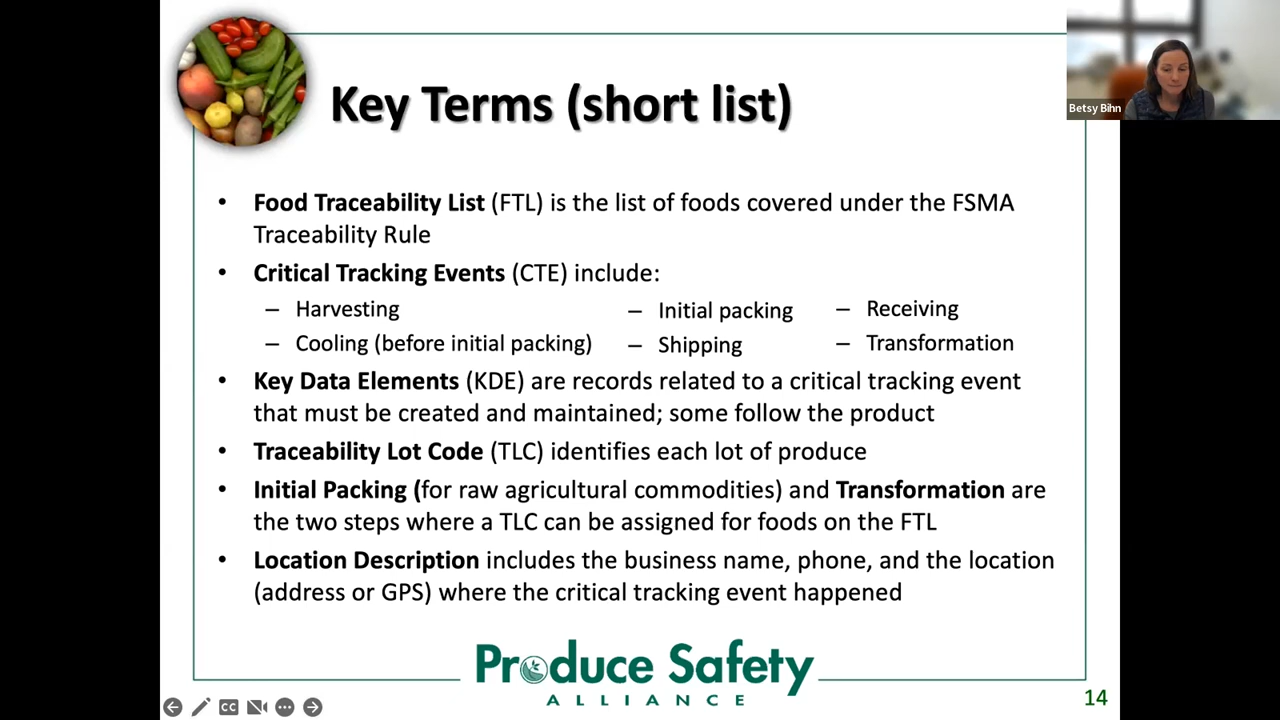 Key Terms (short list)
Betsy Bihn
• Food Traceability List (FTL) is the list of foods covered under the FSMA
Traceability Rule
• Critical Tracking Events (CTE) include:
– Harvesting
– Cooling (before initial packing)
– Initial packing
– Shipping
– Receiving
– Transformation
• Key Data Elements (KDE) are records related to a critical tracking event
that must be created and maintained; some follow the product
• Traceability Lot Code (TLC) identifies each lot of produce
• Initial Packing (for raw agricultural commodities) and Transformation are
the two steps where a TLC can be assigned for foods on the FTL
• Location Description includes the business name, phone, and the location
(address or GPS) where the critical tracking event happened
Produce Safety
ALLIANCE
CC
14